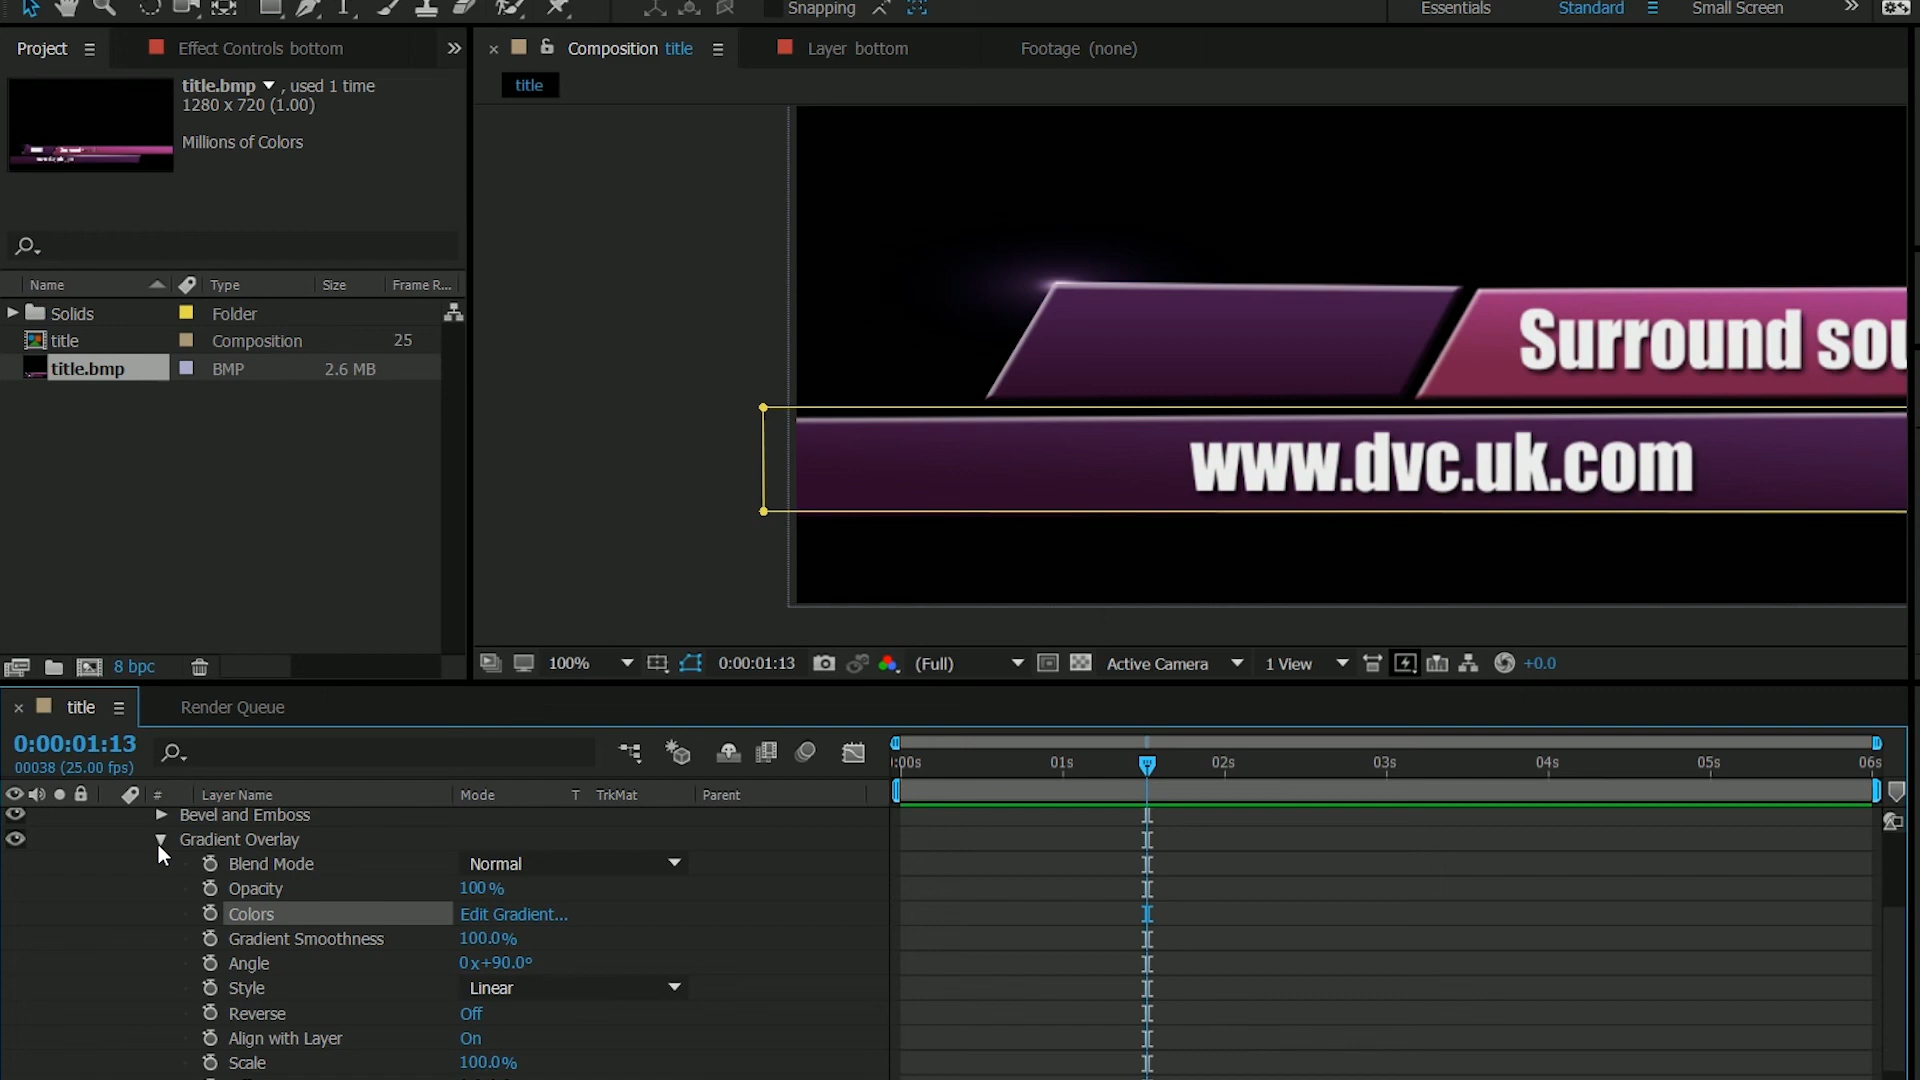 Snapping
Essentials
Standard
Small Screen
Project
Effect Controls bottom
Composition title
Layer bottom
Footage (none)
title.bmp , used 1 time
1280 x 720 (1.00)
Millions of Colors
title
Name
Type
Size
Frame R...
Solids
Folder
title
Composition
25
title.bmp
BMP
2.6 MB
Surround sou
www.dvc.uk.com
8 bpc
100%
0:00:01:13
(Full)
Active Camera
1 View
+0.0
title
Render Queue
0:00:01:13
00038 (25.00 fps)
:00s
01s
02s
03s
04s
05s
06s
#
Layer Name
Mode
T
TrkMat
Parent
Bevel and Emboss
Gradient Overlay
Blend Mode
Normal
Opacity
100%
Colors
Edit Gradient...
Gradient Smoothness
100.0%
Angle
0x+90.0°
Style
Linear
Reverse
Off
Align with Layer
On
Scale
100.0%